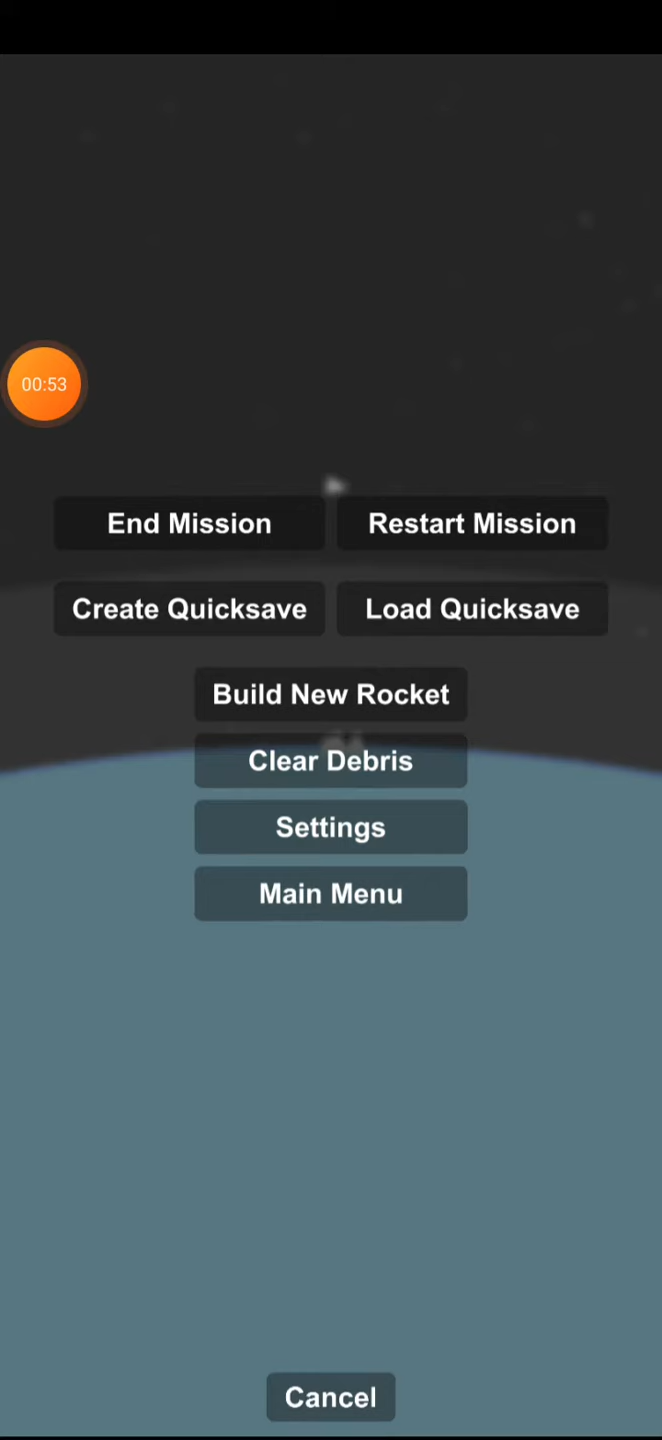 00:53
End Mission Restart Mission
Create Quicksave Load Quicksave
Build New Rocket
Clear Debris
Settings
Main Menu
Cancel